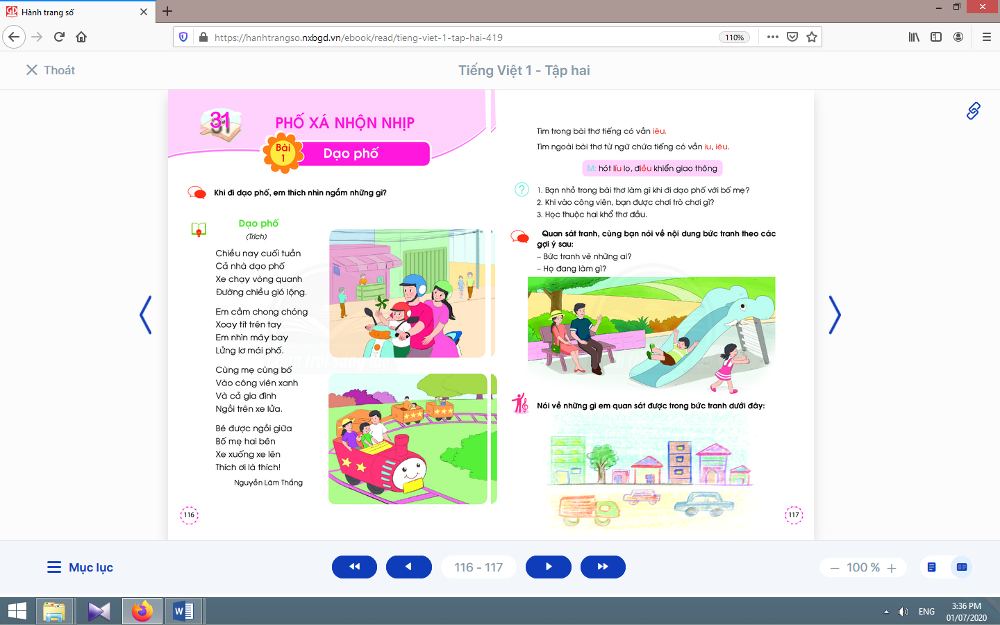 Hành trang số
https://hanhtrangso.nxbgd.vn/ebook/read/tieng-viet-1-tap-hai-419
110%
Thoát
Tiếng Việt 1 - Tập hai
31
PHỐ XÁ NHỘN NHỊP
Bài
1
Dạo phố
Khi đi dạo phố, em thích nhìn ngắm những gì?
Dạo phố
(Trích)
Chiều nay cuối tuần
Cả nhà dạo phố
Xe chạy vòng quanh
Đường chiều gió lộng.
Em cầm chong chóng
Xoay tít trên tay
Em nhìn mây bay
Lửng lơ mái phố.
Cùng mẹ cùng bố
Vào công viên xanh
Và cả gia đình
Ngồi trên xe lửa.
Bé được ngồi giữa
Bố mẹ hai bên
Xe xuống xe lên
Thích ơi là thích!
Nguyễn Lãm Thắng
116
Tìm trong bài thơ tiếng có vần iêu.
Tìm ngoài bài thơ từ ngữ chứa tiếng có vần iu, iêu.
M: hót líu lo, điều khiển giao thông
?
1. Bạn nhỏ trong bài thơ làm gì khi đi dạo phố với bố mẹ?
2. Khi vào công viên, bạn được chơi trò chơi gì?
3. Học thuộc hai khổ thơ đầu.
Quan sát tranh, cùng bạn nói về nội dung bức tranh theo các
gợi ý sau:
– Bức tranh vẽ những ai?
– Họ đang làm gì?
Nói về những gì em quan sát được trong bức tranh dưới đây:
117
Mục lục
116 - 117
100 %
ENG
3:36 PM
01/07/2020